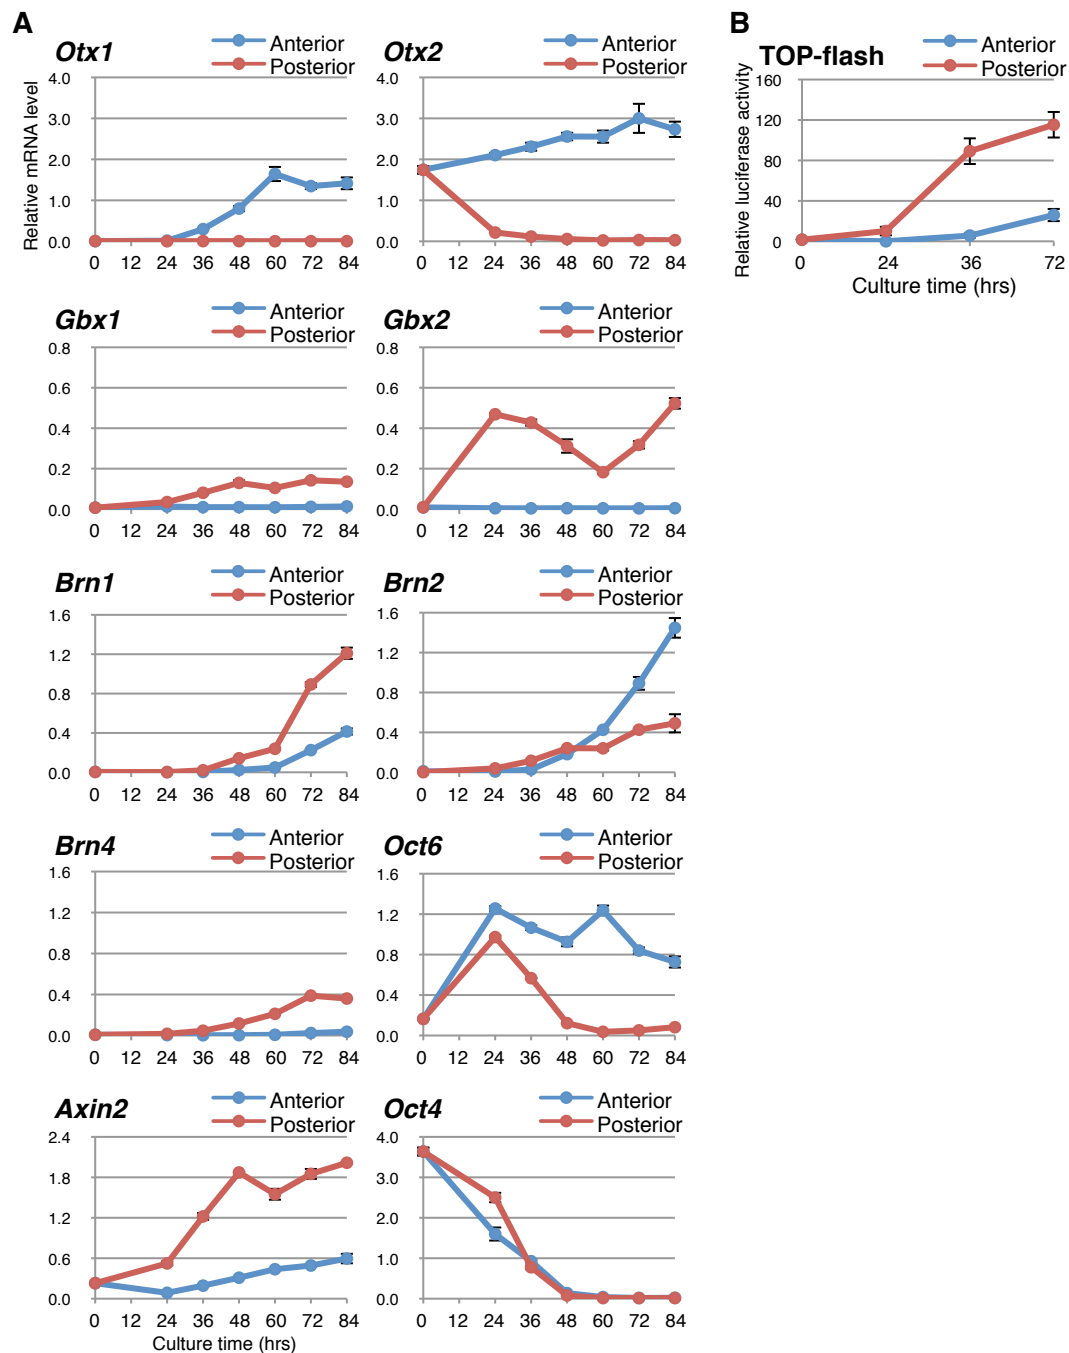 A
B
Otx1
Anterior
Posterior
Otx2
Anterior
Posterior
TOP-flash
Anterior
Posterior
Relative mRNA level
4.0
3.0
2.0
1.0
0.0
0 12 24 36 48 60 72 84
4.0
3.0
2.0
1.0
0.0
0 12 24 36 48 60 72 84
Relative luciferase activity
160
120
80
40
0
0 24 36 72
Culture time (hrs)
Gbx1
Anterior
Posterior
0.8
0.6
0.4
0.2
0.0
0 12 24 36 48 60 72 84
Gbx2
Anterior
Posterior
0.8
0.6
0.4
0.2
0.0
0 12 24 36 48 60 72 84
Brn1
Anterior
Posterior
1.6
1.2
0.8
0.4
0.0
0 12 24 36 48 60 72 84
Brn2
Anterior
Posterior
1.6
1.2
0.8
0.4
0.0
0 12 24 36 48 60 72 84
Brn4
Anterior
Posterior
1.6
1.2
0.8
0.4
0.0
0 12 24 36 48 60 72 84
Oct6
Anterior
Posterior
1.6
1.2
0.8
0.4
0.0
0 12 24 36 48 60 72 84
Axin2
Anterior
Posterior
2.4
1.8
1.2
0.6
0.0
0 12 24 36 48 60 72 84
Culture time (hrs)
Oct4
Anterior
Posterior
4.0
3.0
2.0
1.0
0.0
0 12 24 36 48 60 72 84